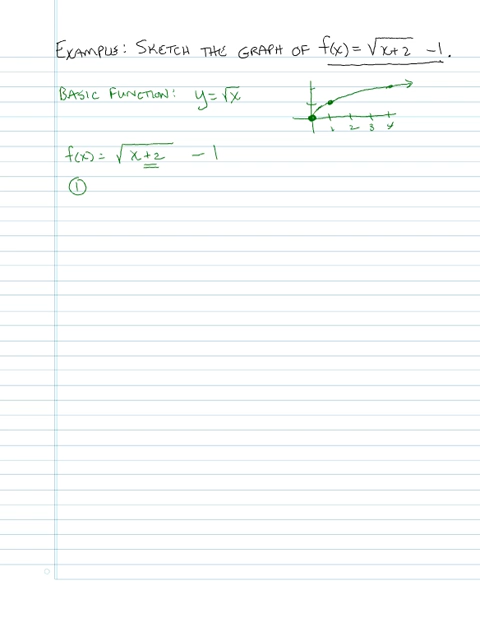 EXAMPLE: SKETCH THE GRAPH OF f(x) = √(x+2) - 1.
BASIC FUNCTION: y = √x
1 2 3 4
f(x) = √(x+2) - 1
①